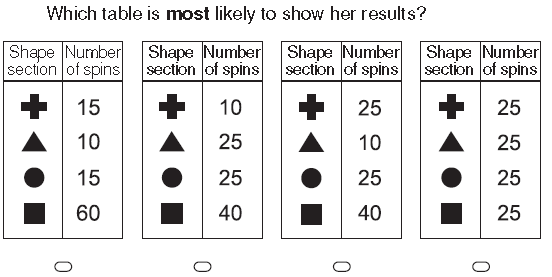 Which table is most likely to show her results?
Shape Number Shape Number Shape Number Shape Number
section of spins section of spins section of spins section of spins
15 10 25 25
10 25 10 25
15 25 25 25
60 40 40 25